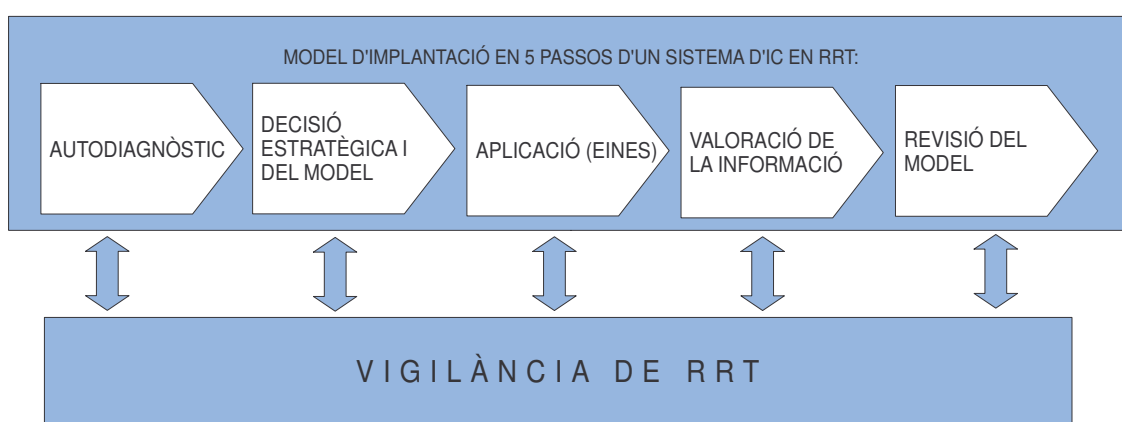 MODEL D'IMPLANTACIÓ EN 5 PASSOS D'UN SISTEMA D'IC EN RRT:
AUTODIAGNÒSTIC
DECISIÓ
ESTRATÈGICA I
DEL MODEL
APLICACIÓ (EINES)
VALORACIÓ DE
LA INFORMACIÓ
REVISIÓ DEL
MODEL
VIGILÀNCIA DE RRT